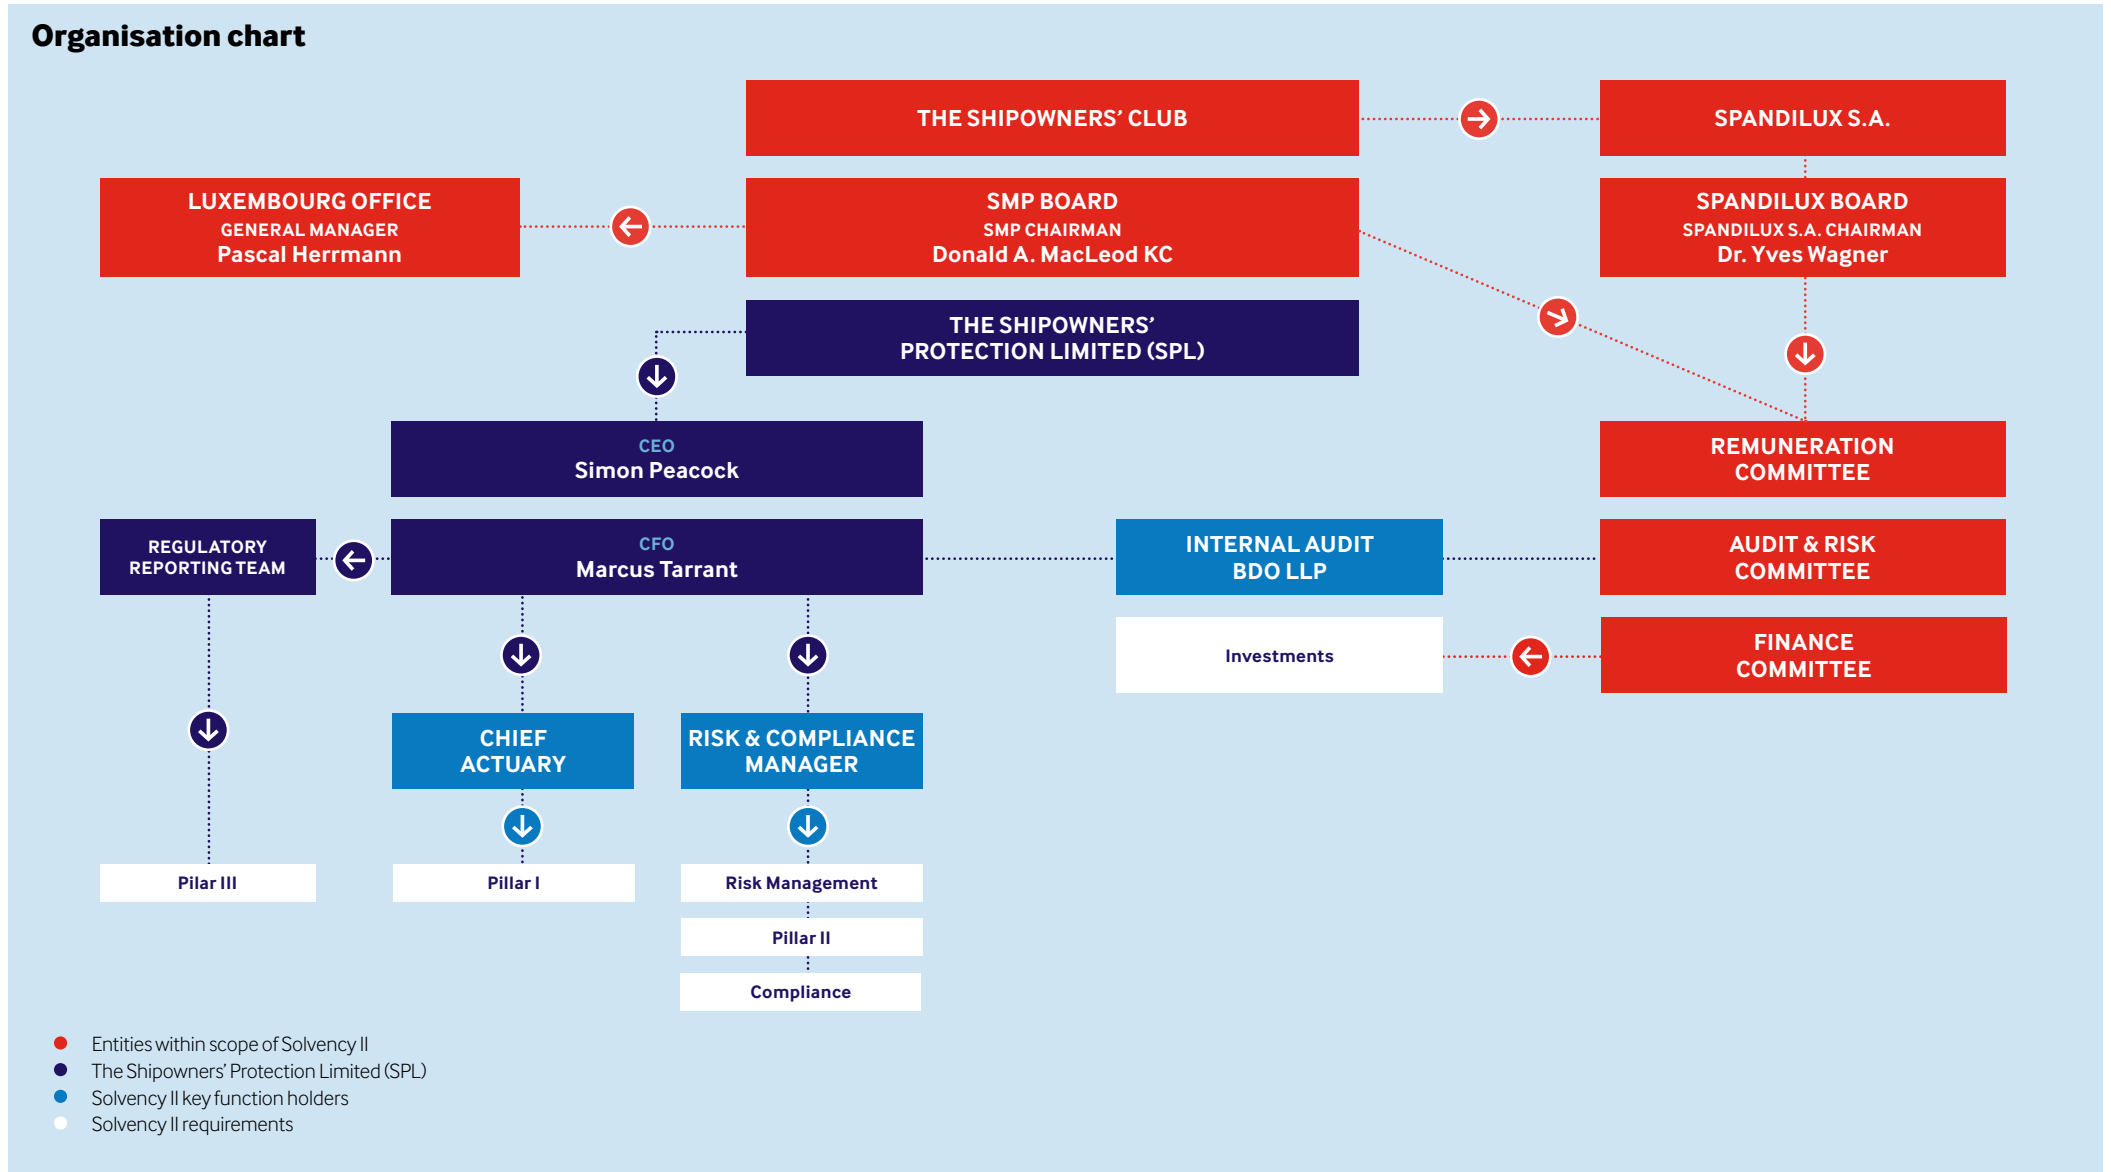 Organisation chart
THE SHIPOWNERS’ CLUB
SPANDILUX S.A.
LUXEMBOURG OFFICE
GENERAL MANAGER
Pascal Herrmann
SMP BOARD
SMP CHAIRMAN
Donald A. MacLeod KC
SPANDILUX BOARD
SPANDILUX S.A. CHAIRMAN
Dr. Yves Wagner
THE SHIPOWNERS’
PROTECTION LIMITED (SPL)
CEO
Simon Peacock
REMUNERATION
COMMITTEE
REGULATORY
REPORTING TEAM
CFO
Marcus Tarrant
INTERNAL AUDIT
BDO LLP
AUDIT & RISK
COMMITTEE
Investments
FINANCE
COMMITTEE
CHIEF
ACTUARY
RISK & COMPLIANCE
MANAGER
Pilar III
Pillar I
Risk Management
Pillar II
Compliance
Entities within scope of Solvency II
The Shipowners’ Protection Limited (SPL)
Solvency II key function holders
Solvency II requirements